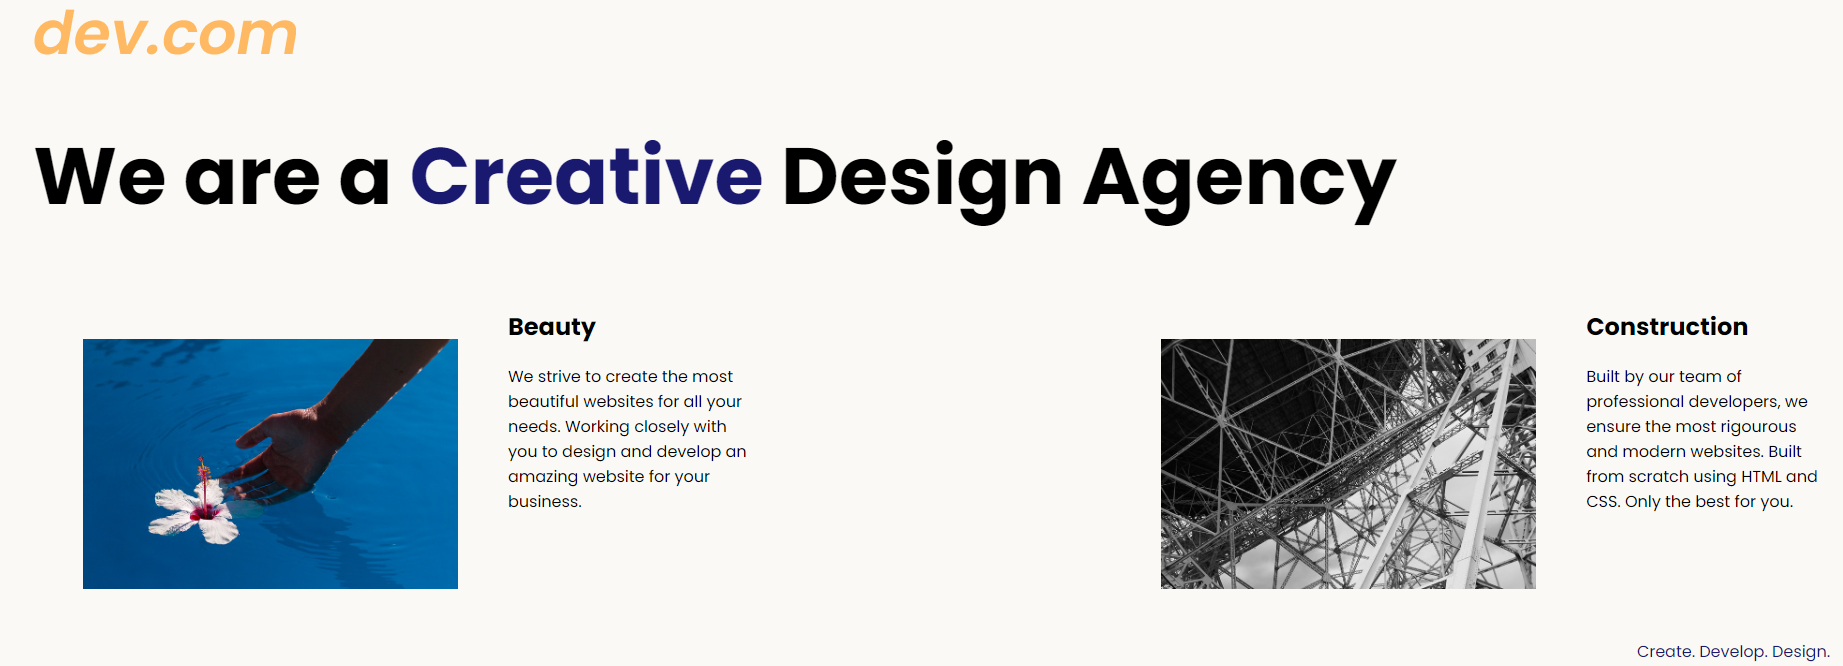 dev.com
We are a Creative Design Agency
Beauty
We strive to create the most
beautiful websites for all your
needs. Working closely with
you to design and develop an
amazing website for your
business.
Construction
Built by our team of
professional developers, we
ensure the most rigourous
and modern websites. Built
from scratch using HTML and
CSS. Only the best for you.
Create. Develop. Design.